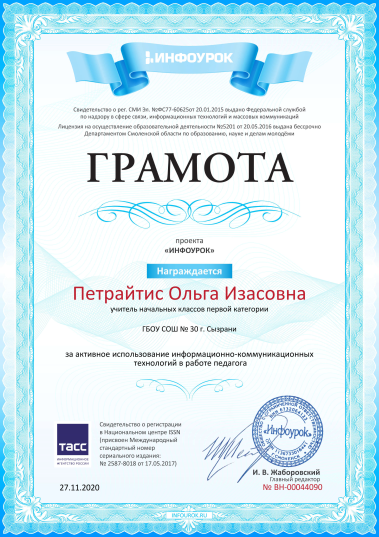 ИНФОУРОК
Свидетельство о рег. СМИ Эл. №ФС77-60625от 20.01.2015 выдано Федеральной службой
по надзору в сфере связи, информационных технологий и массовых коммуникаций
Лицензия на осуществление образовательной деятельности №5201 от 20.05.2016 выдана бессрочно
Департаментом Смоленской области по образованию, науке и делам молодёжи
ГРАМОТА
проекта
«ИНФОУРОК»
Награждается
Петрайтис Ольга Изасовна
учитель начальных классов первой категории
ГБОУ СОШ № 30 г. Сызрани
за активное использование информационно-коммуникационных
технологий в работе педагога
Свидетельство о регистрации
в Национальном центре ISSN
(присвоен Международный
стандартный номер
сериального издания:
№ 2587-8018 от 17.05.2017)
ТАСС
ИНФОРМАЦИОННОЕ
АГЕНТСТВО РОССИИ
«Инфоурок»
И. В. Жаборовский
Главный редактор
27.11.2020
№ ВН-00044090
INFOUROK.RU